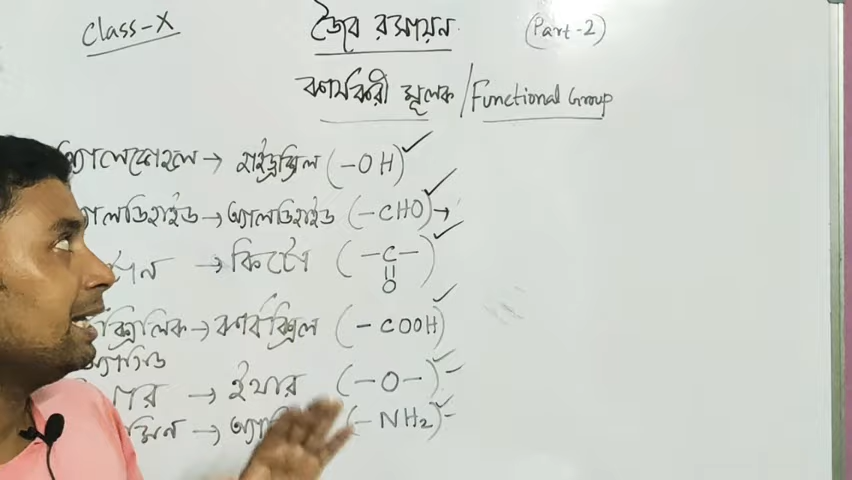 Class-X
জৈব রসায়ন
(Part-2)
কার্যকরী মূলক / Functional Group
অ্যালকোহল → হাইড্রক্সিল (-OH) ✓
অ্যালডিহাইড → অ্যালডিহাইড (-CHO) ✓ →
→ কিটো (-C-) ✓
||
O
কার্বক্সিলিক → কার্বক্সিল (-COOH) ✓
অ্যাসিড
→ ইথার (-O-) ✓ -
→ (-NH₂) ✓ -